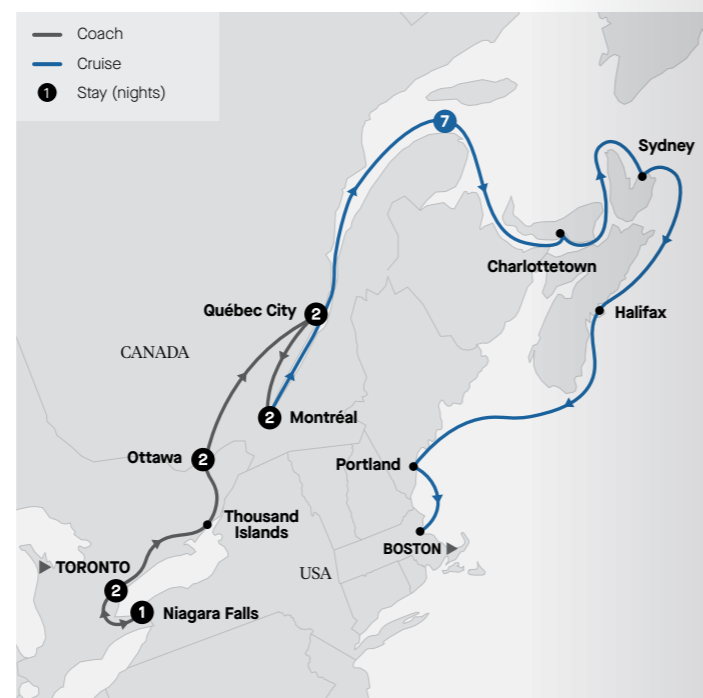 Coach
Cruise
1 Stay (nights)
7
Sydney
Charlottetown
Québec City 2
Halifax
CANADA
2 Montréal
Ottawa 2
Portland
Thousand
Islands
BOSTON
TORONTO
USA
2
1 Niagara Falls